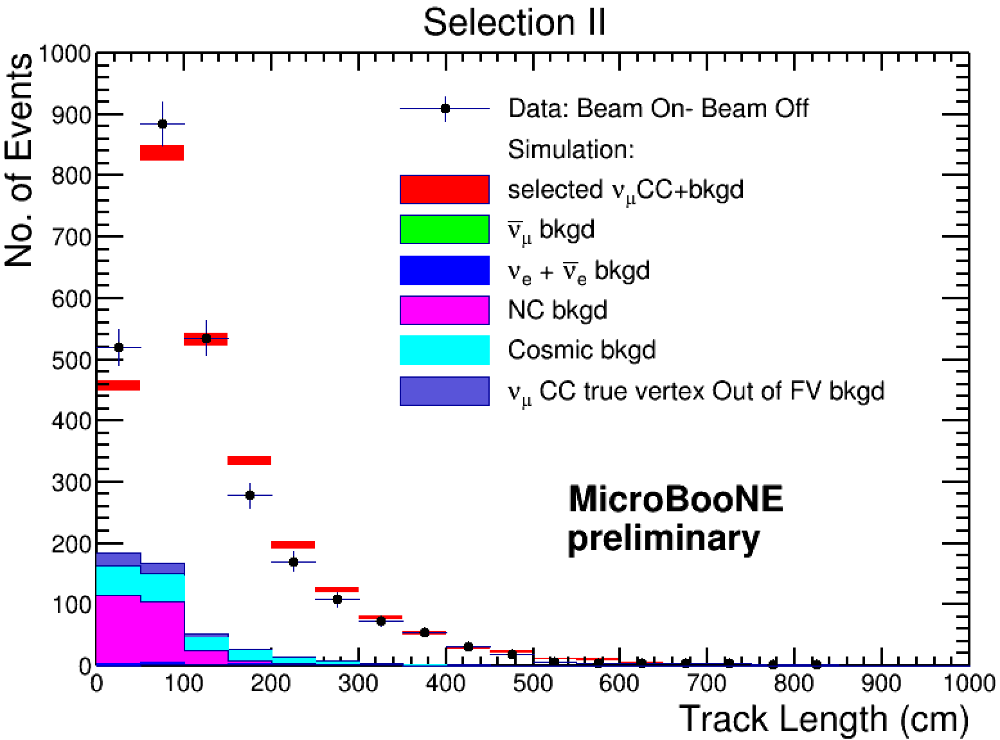 Selection II
No. of Events
1000
900
800
700
600
500
400
300
200
100
0
Data: Beam On- Beam Off
Simulation:
selected νμCC+bkgd
ν̅μ bkgd
νe + ν̅e bkgd
NC bkgd
Cosmic bkgd
νμ CC true vertex Out of FV bkgd
MicroBooNE
preliminary
0 100 200 300 400 500 600 700 800 900 1000
Track Length (cm)